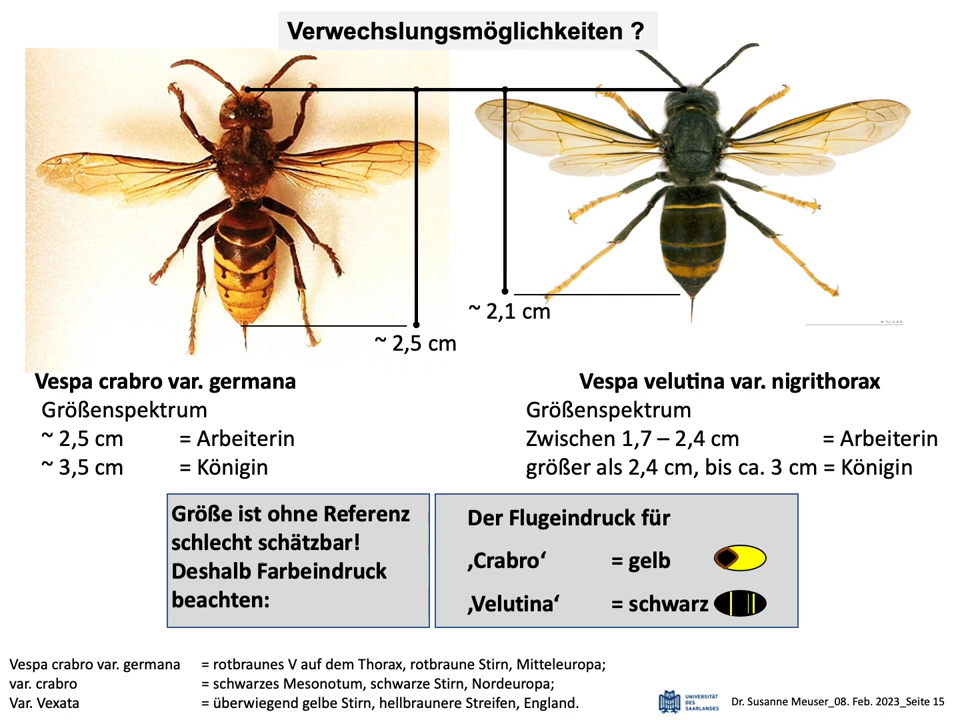 Verwechslungsmöglichkeiten ?
~ 2,5 cm
~ 2,1 cm
Vespa crabro var. germana
Größenspektrum
~ 2,5 cm = Arbeiterin
~ 3,5 cm = Königin
Vespa velutina var. nigrithorax
Größenspektrum
Zwischen 1,7 – 2,4 cm = Arbeiterin
größer als 2,4 cm, bis ca. 3 cm = Königin
Größe ist ohne Referenz
schlecht schätzbar!
Deshalb Farbeindruck
beachten:
Der Flugeindruck für
‚Crabro‘ = gelb
‚Velutina‘ = schwarz
Vespa crabro var. germana = rotbraunes V auf dem Thorax, rotbraune Stirn, Mitteleuropa;
var. crabro = schwarzes Mesonotum, schwarze Stirn, Nordeuropa;
Var. Vexata = überwiegend gelbe Stirn, hellbraunere Streifen, England.
UNIVERSITÄT
DES
SAARLANDES
Dr. Susanne Meuser_08. Feb. 2023_Seite 15